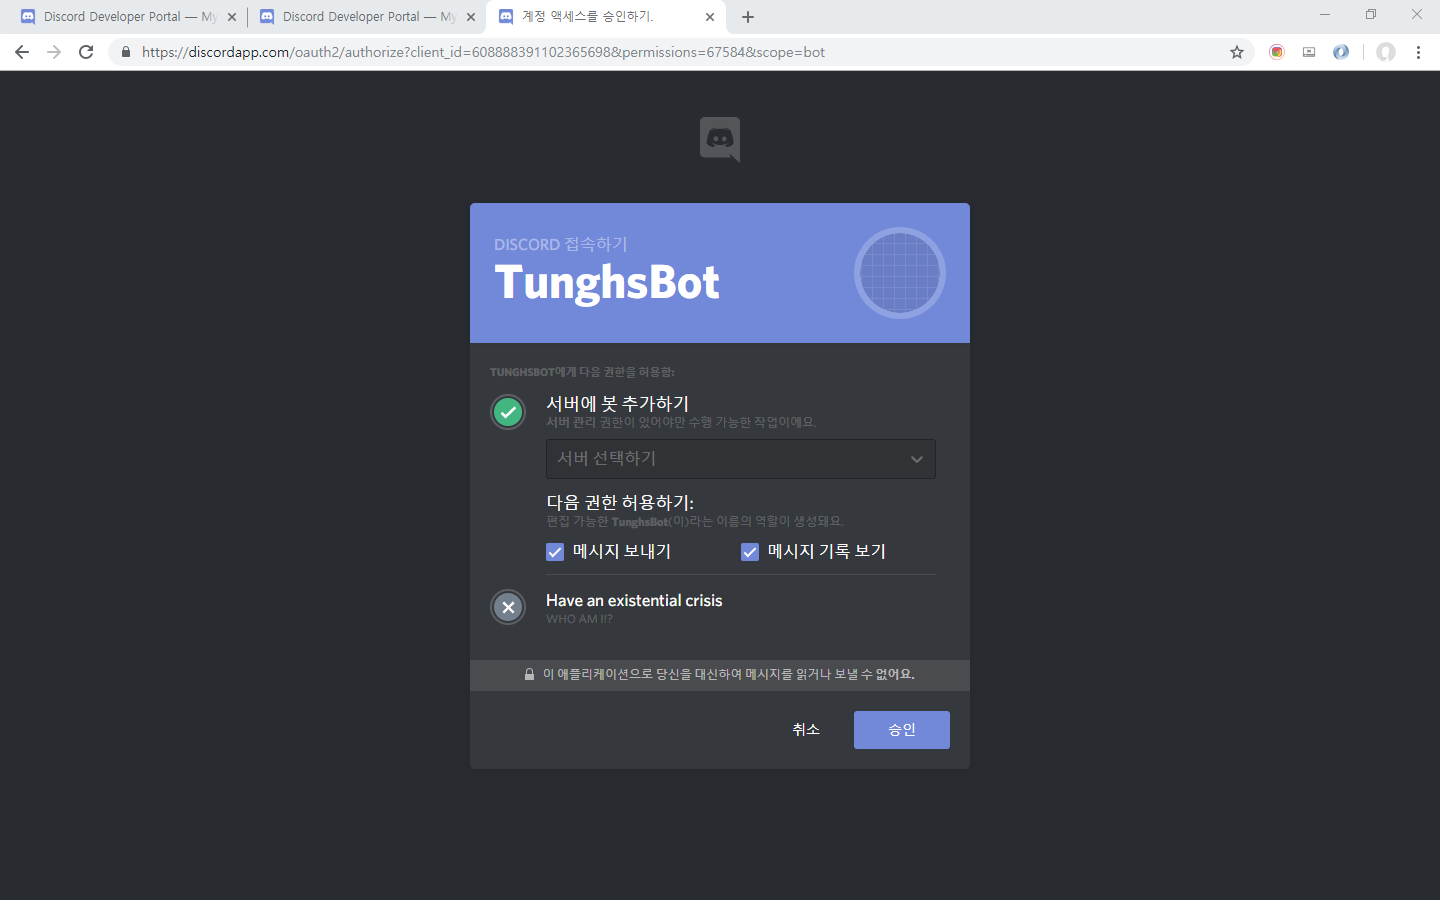 Discord Developer Portal — My
Discord Developer Portal — My
계정 액세스를 승인하기.
https://discordapp.com/oauth2/authorize?client_id=608888391102365698&permissions=67584&scope=bot
DISCORD 접속하기
TunghsBot
TUNGHSBOT에게 다음 권한을 허용함:
서버에 봇 추가하기
서버 관리 권한이 있어야만 수행 가능한 작업이에요.
서버 선택하기
다음 권한 허용하기:
편집 가능한 TunghsBot(이)라는 이름의 역할이 생성돼요.
메시지 보내기
메시지 기록 보기
Have an existential crisis
WHO AM I!?
이 애플리케이션으로 당신을 대신하여 메시지를 읽거나 보낼 수 없어요.
취소
승인